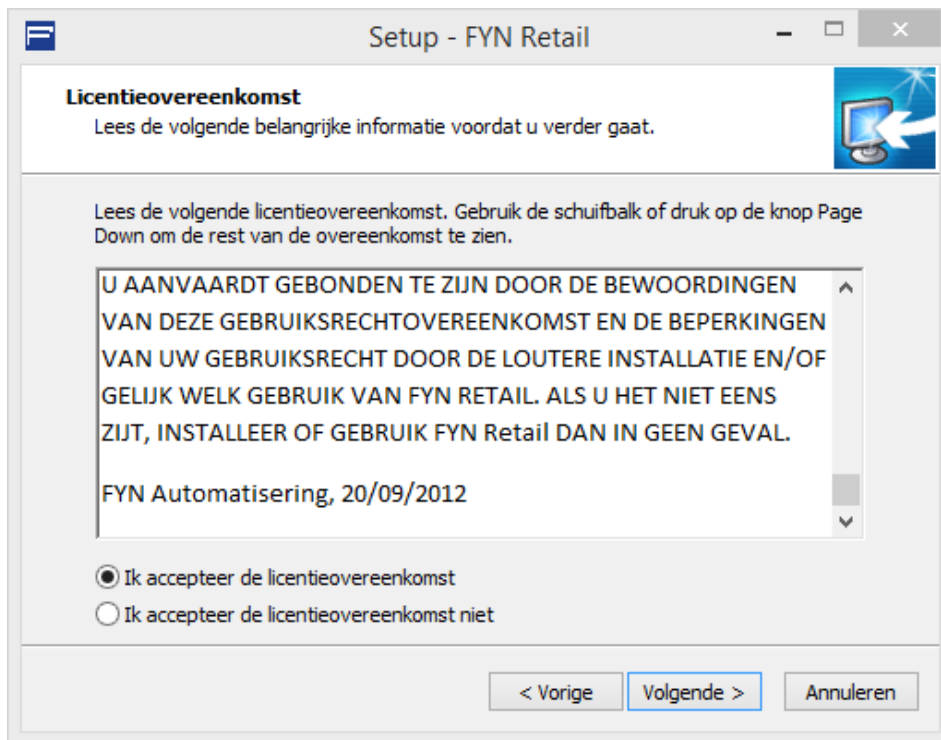 Setup - FYN Retail
Licentieovereenkomst
Lees de volgende belangrijke informatie voordat u verder gaat.
Lees de volgende licentieovereenkomst. Gebruik de schuifbalk of druk op de knop Page
Down om de rest van de overeenkomst te zien.
U AANVAARDT GEBONDEN TE ZIJN DOOR DE BEWOORDINGEN
VAN DEZE GEBRUIKSRECHTOVEREENKOMST EN DE BEPERKINGEN
VAN UW GEBRUIKSRECHT DOOR DE LOUTERE INSTALLATIE EN/OF
GELIJK WELK GEBRUIK VAN FYN RETAIL. ALS U HET NIET EENS
ZIJT, INSTALLEER OF GEBRUIK FYN Retail DAN IN GEEN GEVAL.
FYN Automatisering, 20/09/2012
Ik accepteer de licentieovereenkomst
Ik accepteer de licentieovereenkomst niet
< Vorige Volgende > Annuleren